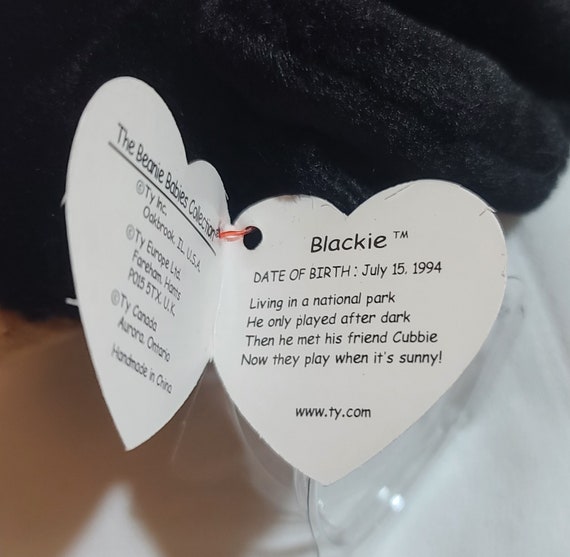 The Beanie Babies Collection®
©Ty Inc.
Oakbrook, IL, U.S.A.
©Ty Europe Ltd.
Fareham, Hants
PO15 5TX, U.K.
©Ty Canada
Aurora, Ontario
Handmade in China
Blackie ™
DATE OF BIRTH : July 15, 1994
Living in a national park
He only played after dark
Then he met his friend Cubbie
Now they play when it's sunny!
www.ty.com